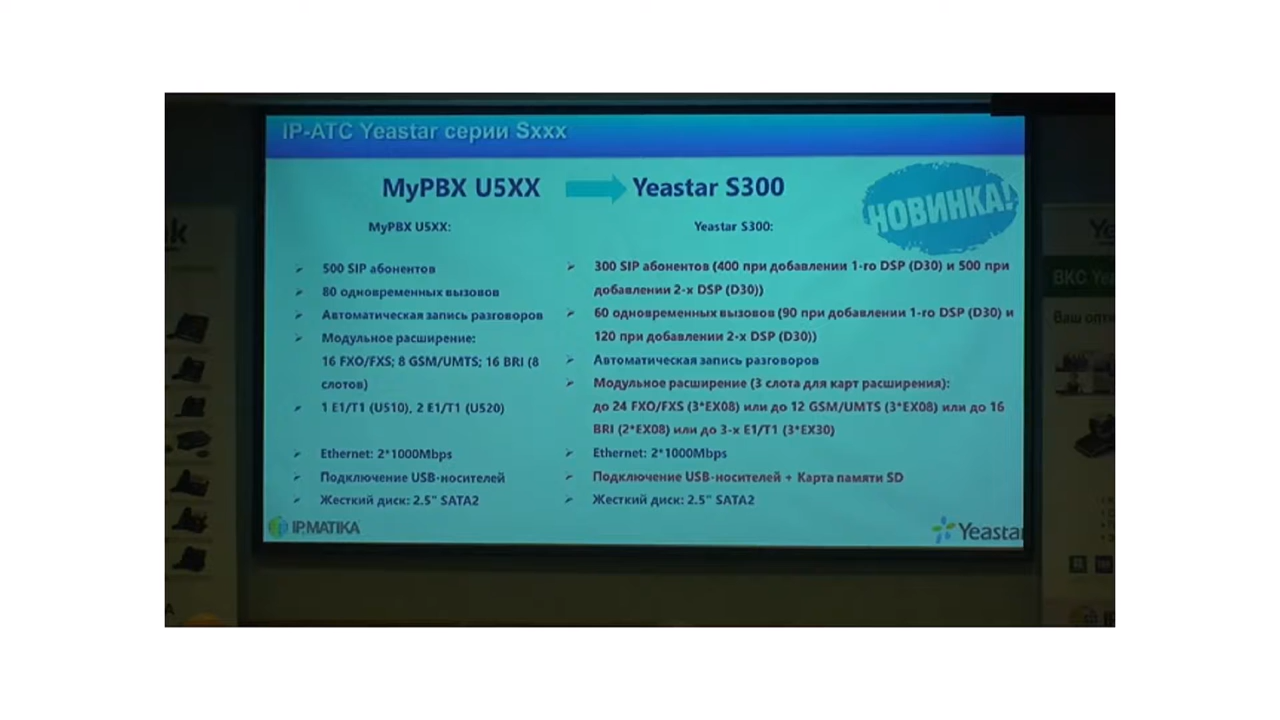 IP-АТС Yeastar серии Sxxx
MyPBX U5XX
Yeastar S300
НОВИНКА!
MyPBX U5XX:
500 SIP абонентов
80 одновременных вызовов
Автоматическая запись разговоров
Модульное расширение:
16 FXO/FXS; 8 GSM/UMTS; 16 BRI (8
слотов)
1 E1/T1 (U510), 2 E1/T1 (U520)
Ethernet: 2*1000Mbps
Подключение USB-носителей
Жесткий диск: 2.5" SATA2
Yeastar S300:
300 SIP абонентов (400 при добавлении 1-го DSP (D30) и 500 при
добавлении 2-х DSP (D30))
60 одновременных вызовов (90 при добавлении 1-го DSP (D30) и
120 при добавлении 2-х DSP (D30))
Автоматическая запись разговоров
Модульное расширение (3 слота для карт расширения):
до 24 FXO/FXS (3*EX08) или до 12 GSM/UMTS (3*EX08) или до 16
BRI (2*EX08) или до 3-х E1/T1 (3*EX30)
Ethernet: 2*1000Mbps
Подключение USB-носителей + Карта памяти SD
Жесткий диск: 2.5" SATA2
IPMATIKA
Yeastar
ВКС Yea
Ваш опти